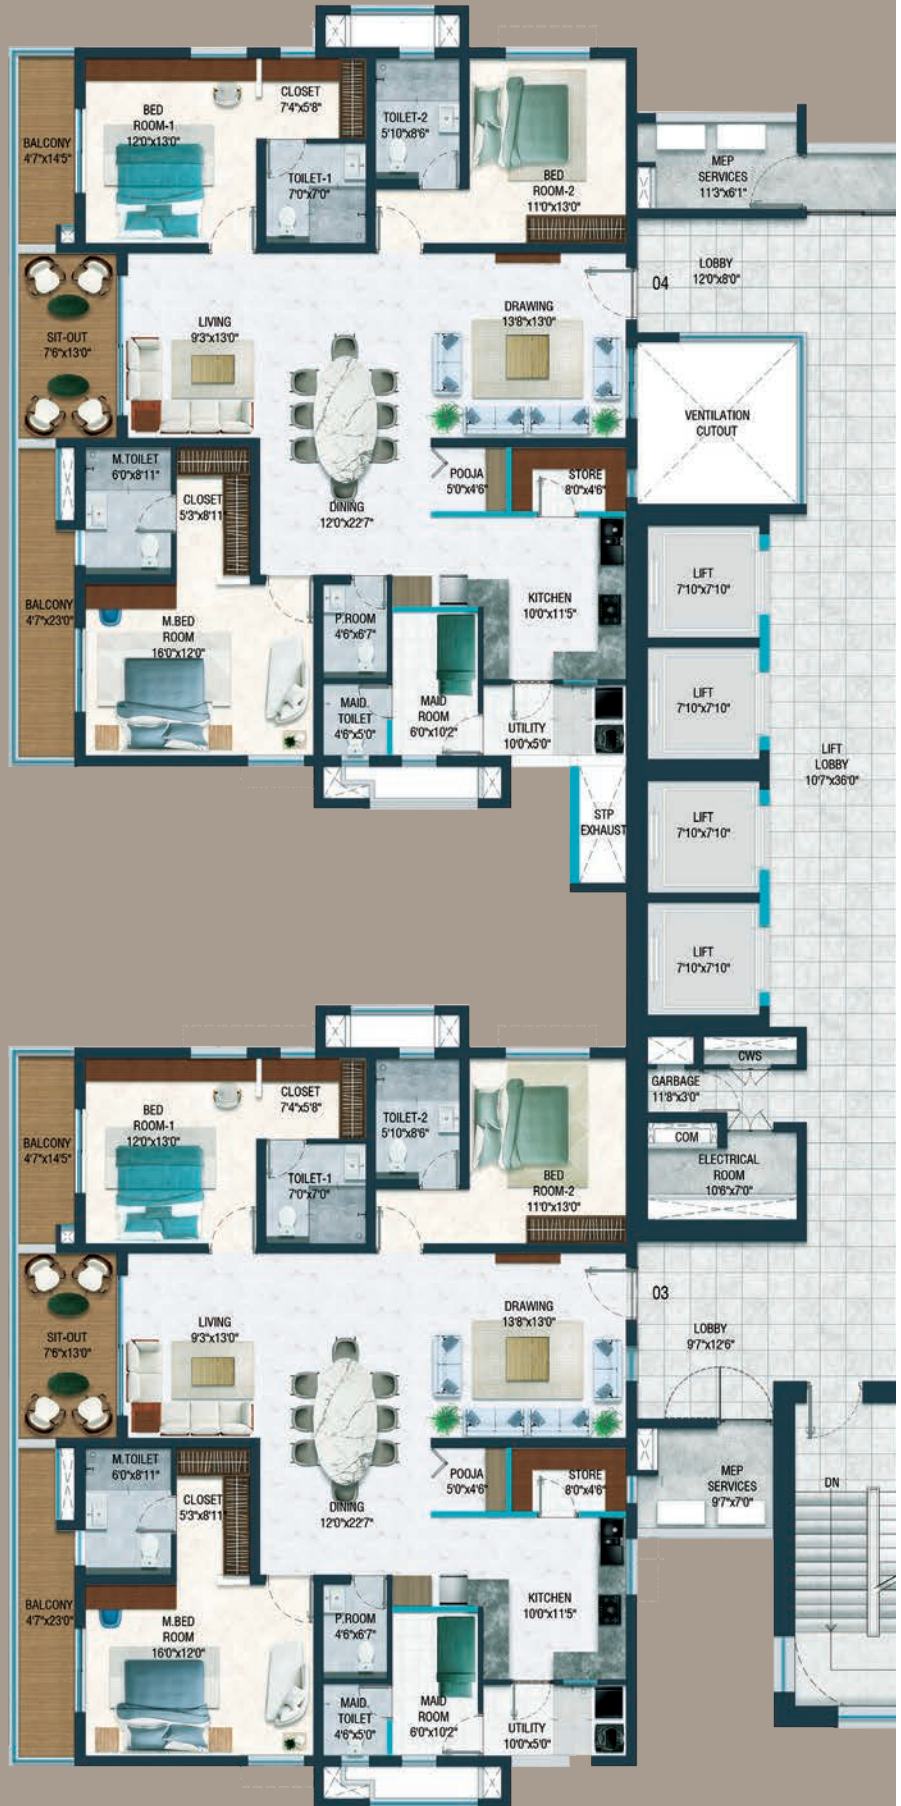 BALCONY
4'7"x14'5"
BED
ROOM-1
12'0"x13'0"
CLOSET
7'4"x5'8"
TOILET-1
7'0"x7'0"
TOILET-2
5'10"x8'6"
BED
ROOM-2
11'0"x13'0"
MEP
SERVICES
11'3"x6'1"
LOBBY
12'0"x8'0"
04
SIT-OUT
7'6"x13'0"
LIVING
9'3"x13'0"
DRAWING
13'8"x13'0"
VENTILATION
CUTOUT
M.TOILET
6'0"x8'11"
CLOSET
5'3"x8'11"
DINING
12'0"x22'7"
POOJA
5'0"x4'6"
STORE
8'0"x4'6"
LIFT
7'10"x7'10"
BALCONY
4'7"x23'0"
M.BED
ROOM
16'0"x12'0"
P.ROOM
4'6"x6'7"
KITCHEN
10'0"x11'5"
LIFT
7'10"x7'10"
MAID.
TOILET
4'6"x5'0"
MAID
ROOM
6'0"x10'2"
UTILITY
10'0"x5'0"
LIFT
LOBBY
10'7"x36'0"
STP
EXHAUST
LIFT
7'10"x7'10"
LIFT
7'10"x7'10"
CWS
GARBAGE
11'8"x3'0"
COM
ELECTRICAL
ROOM
10'6"x7'0"
BALCONY
4'7"x14'5"
BED
ROOM-1
12'0"x13'0"
CLOSET
7'4"x5'8"
TOILET-1
7'0"x7'0"
TOILET-2
5'10"x8'6"
BED
ROOM-2
11'0"x13'0"
03
LOBBY
9'7"x12'6"
SIT-OUT
7'6"x13'0"
LIVING
9'3"x13'0"
DRAWING
13'8"x13'0"
M.TOILET
6'0"x8'11"
CLOSET
5'3"x8'11"
DINING
12'0"x22'7"
POOJA
5'0"x4'6"
STORE
8'0"x4'6"
MEP
SERVICES
9'7"x7'0"
DN
BALCONY
4'7"x23'0"
M.BED
ROOM
16'0"x12'0"
P.ROOM
4'6"x6'7"
KITCHEN
10'0"x11'5"
MAID.
TOILET
4'6"x5'0"
MAID
ROOM
6'0"x10'2"
UTILITY
10'0"x5'0"